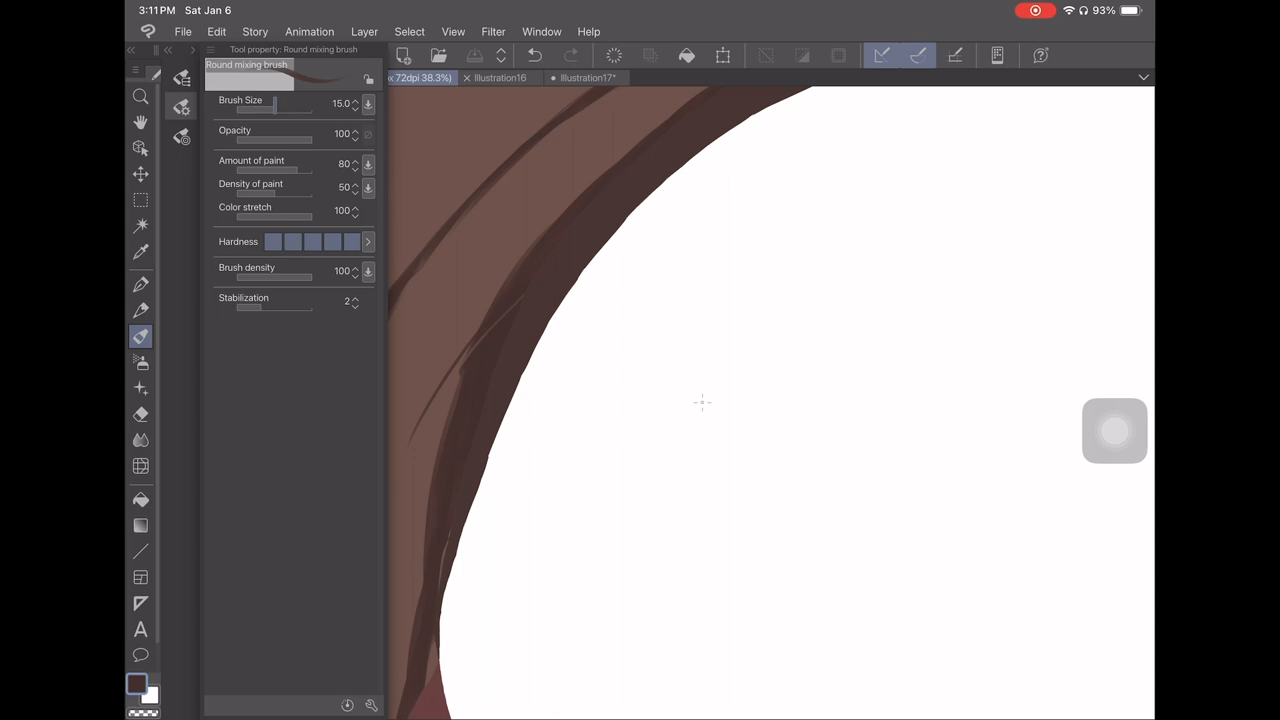 3:11PM Sat Jan 6 93%
File Edit Story Animation Layer Select View Filter Window Help
Tool property: Round mixing brush
Round mixing brush
x 72dpi 38.3%) Illustration16 Illustration17*
Brush Size 15.0
Opacity 100
Amount of paint 80
Density of paint 50
Color stretch 100
Hardness
Brush density 100
Stabilization 2